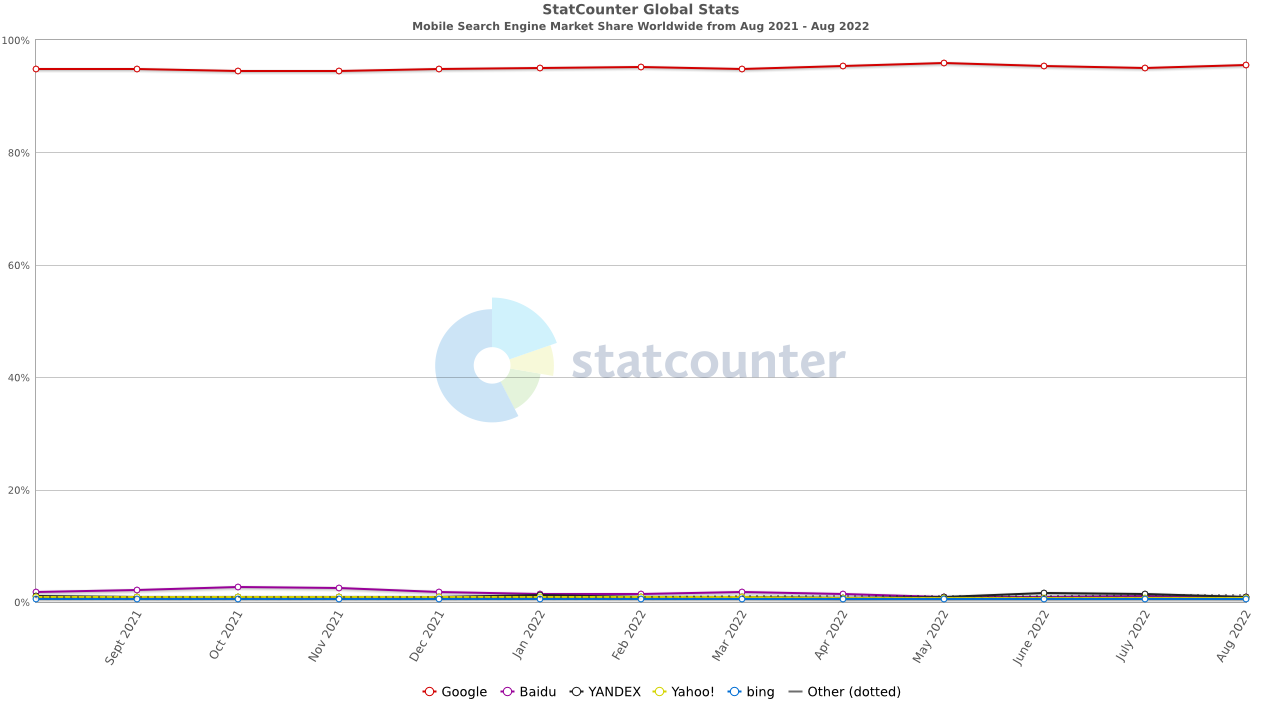 StatCounter Global Stats
Mobile Search Engine Market Share Worldwide from Aug 2021 - Aug 2022
100%
80%
60%
statcounter
40%
20%
0%
Sept 2021
Oct 2021
Nov 2021
Dec 2021
Jan 2022
Feb 2022
Mar 2022
Apr 2022
May 2022
June 2022
July 2022
Aug 2022
Google Baidu YANDEX Yahoo! bing Other (dotted)